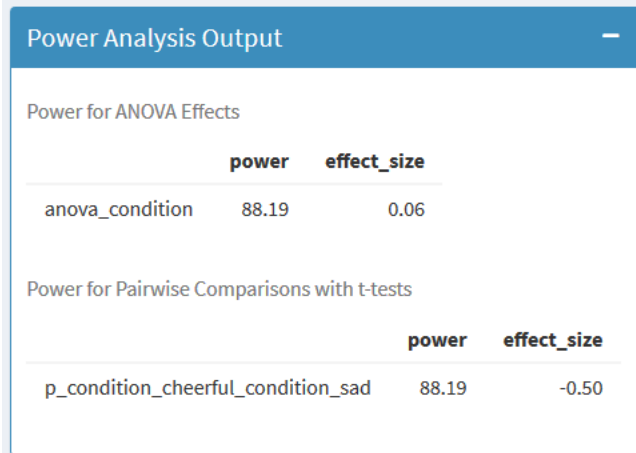 Power Analysis Output
Power for ANOVA Effects
power effect_size
anova_condition 88.19 0.06
Power for Pairwise Comparisons with t-tests
power effect_size
p_condition_cheerful_condition_sad 88.19 -0.50